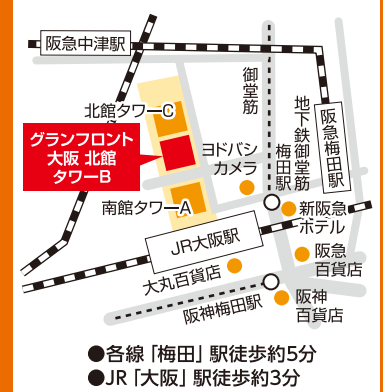 阪急中津駅
北館タワーC
グランフロント
大阪 北館
タワーB
南館タワーA
御堂筋
ヨドバシ
カメラ
地下鉄御堂筋
梅田駅
阪急梅田駅
新阪急
ホテル
JR大阪駅
阪急
百貨店
大丸百貨店
阪神梅田駅
阪神
百貨店
●各線「梅田」駅徒歩約5分
●JR「大阪」駅徒歩約3分